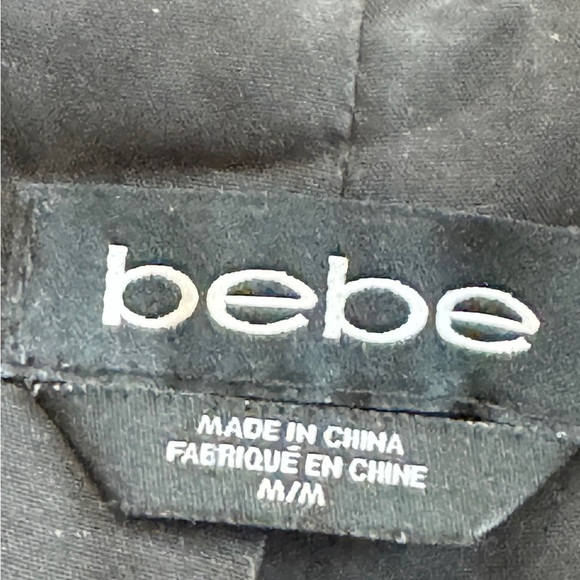 bebe
MADE IN CHINA
FABRIQUÉ EN CHINE
M/M